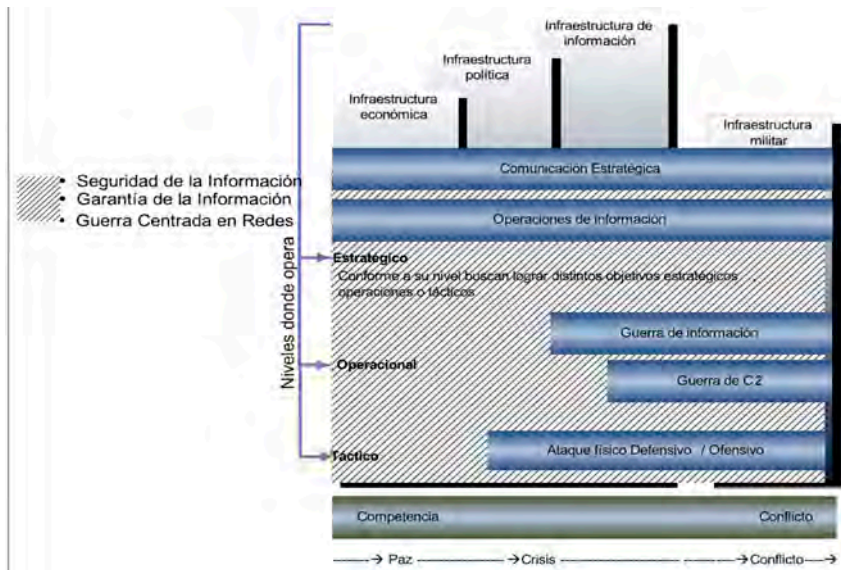 Infraestructura de
información
Infraestructura
política
Infraestructura
económica
Infraestructura
militar
Comunicación Estratégica
• Seguridad de la Información
• Garantía de la Información
• Guerra Centrada en Redes
Operaciones de información
Niveles donde opera
Estratégico
Conforme a su nivel buscan lograr distintos objetivos estratégicos
operaciones o tácticos
Guerra de información
Operacional
Guerra de C2
Ataque físico Defensivo / Ofensivo
Táctico
Competencia
Conflicto
Paz
Crisis
Conflicto